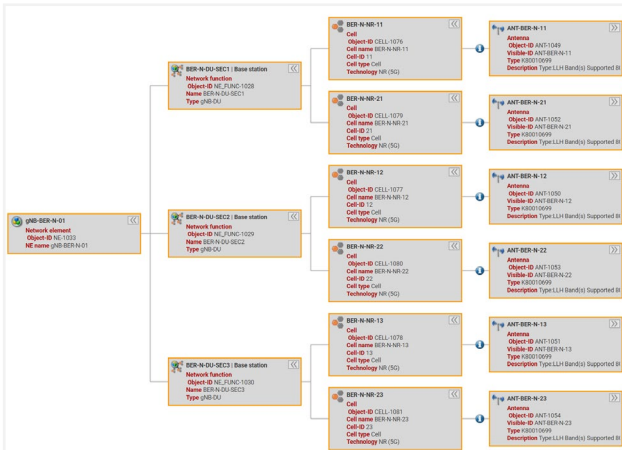 gNB-BER-N-01
Network element
Object-ID NE-1033
NE name gNB-BER-N-01
BER-N-DU-SEC1 | Base station
Network function
Object-ID NE_FUNC-1028
Name BER-N-DU-SEC1
Type gNB-DU
BER-N-NR-11
Cell
Object-ID CELL-1076
Cell name BER-N-NR-11
Cell-ID 11
Cell type Cell
Technology NR (5G)
ANT-BER-N-11
Antenna
Object-ID ANT-1049
Visible-ID ANT-BER-N-11
Type K80010699
Description Type:LLH Band(s) Supported Bl
BER-N-NR-21
Cell
Object-ID CELL-1079
Cell name BER-N-NR-21
Cell-ID 21
Cell type Cell
Technology NR (5G)
ANT-BER-N-21
Antenna
Object-ID ANT-1052
Visible-ID ANT-BER-N-21
Type K80010699
Description Type:LLH Band(s) Supported Bl
BER-N-DU-SEC2 | Base station
Network function
Object-ID NE_FUNC-1029
Name BER-N-DU-SEC2
Type gNB-DU
BER-N-NR-12
Cell
Object-ID CELL-1077
Cell name BER-N-NR-12
Cell-ID 12
Cell type Cell
Technology NR (5G)
ANT-BER-N-12
Antenna
Object-ID ANT-1050
Visible-ID ANT-BER-N-12
Type K80010699
Description Type:LLH Band(s) Supported Bl
BER-N-NR-22
Cell
Object-ID CELL-1080
Cell name BER-N-NR-22
Cell-ID 22
Cell type Cell
Technology NR (5G)
ANT-BER-N-22
Antenna
Object-ID ANT-1053
Visible-ID ANT-BER-N-22
Type K80010699
Description Type:LLH Band(s) Supported Bl
BER-N-DU-SEC3 | Base station
Network function
Object-ID NE_FUNC-1030
Name BER-N-DU-SEC3
Type gNB-DU
BER-N-NR-13
Cell
Object-ID CELL-1078
Cell name BER-N-NR-13
Cell-ID 13
Cell type Cell
Technology NR (5G)
ANT-BER-N-13
Antenna
Object-ID ANT-1051
Visible-ID ANT-BER-N-13
Type K80010699
Description Type:LLH Band(s) Supported Bl
BER-N-NR-23
Cell
Object-ID CELL-1081
Cell name BER-N-NR-23
Cell-ID 23
Cell type Cell
Technology NR (5G)
ANT-BER-N-23
Antenna
Object-ID ANT-1054
Visible-ID ANT-BER-N-23
Type K80010699
Description Type:LLH Band(s) Supported Bl